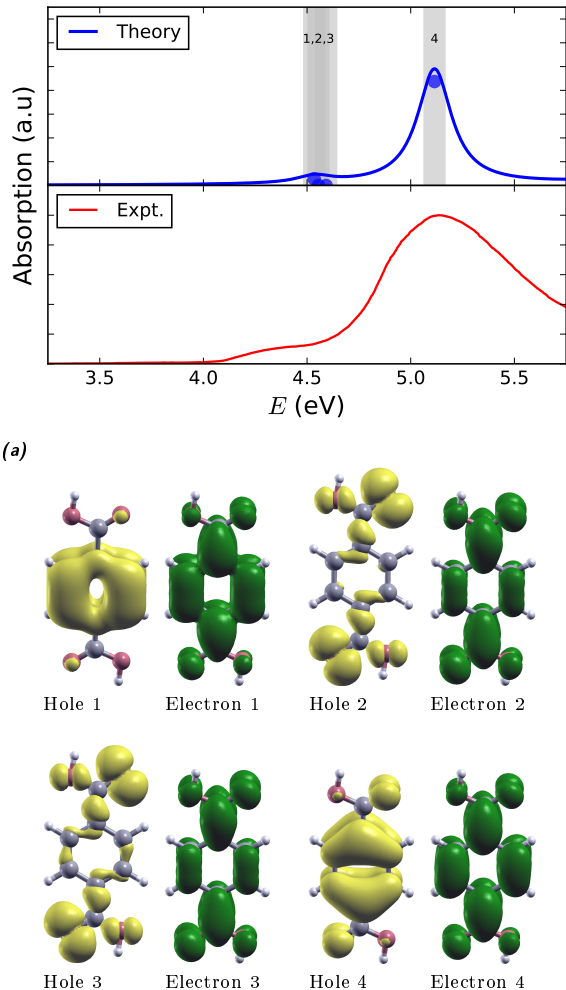 Theory
1,2,3
4
Absorption (a.u)
Expt.
3.5 4.0 4.5 5.0 5.5
E (eV)
(a)
Hole 1 Electron 1 Hole 2 Electron 2
Hole 3 Electron 3 Hole 4 Electron 4